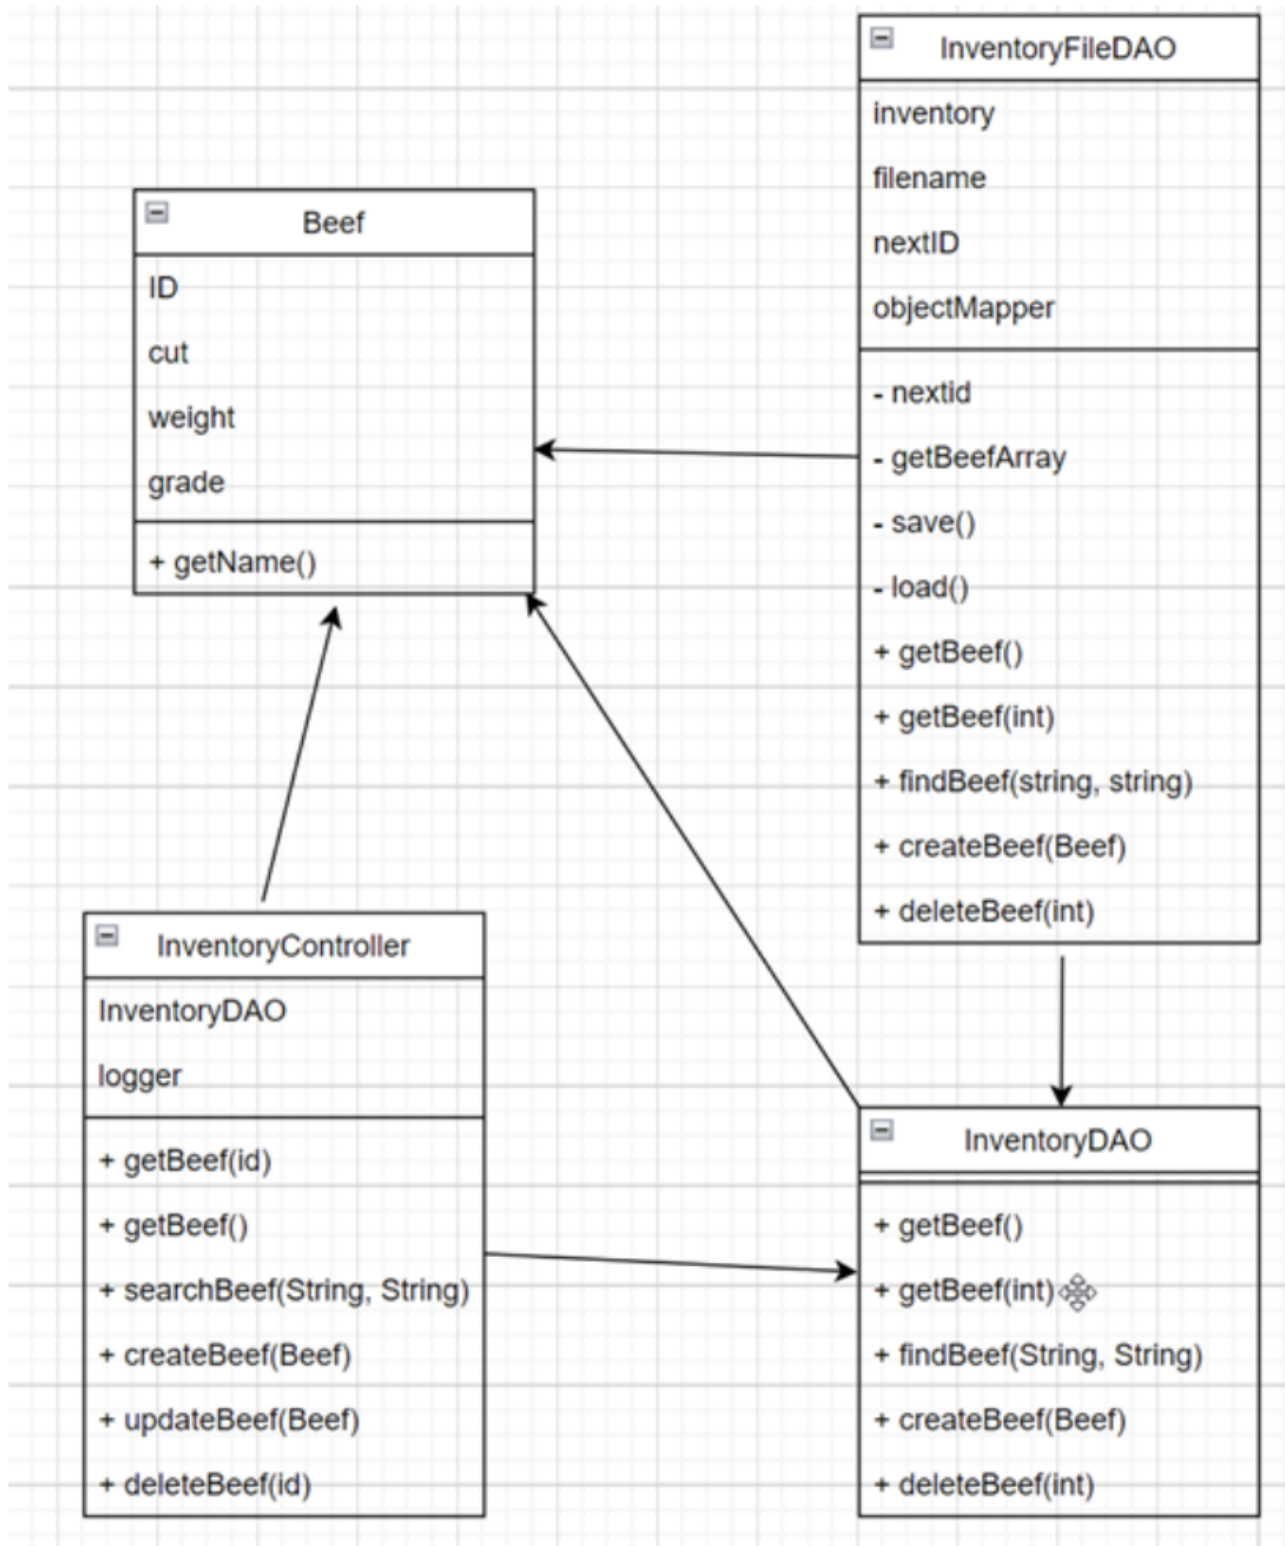 InventoryFileDAO
inventory
filename
nextID
objectMapper
- nextid
- getBeefArray
- save()
- load()
+ getBeef()
+ getBeef(int)
+ findBeef(string, string)
+ createBeef(Beef)
+ deleteBeef(int)
Beef
ID
cut
weight
grade
+ getName()
InventoryController
InventoryDAO
logger
+ getBeef(id)
+ getBeef()
+ searchBeef(String, String)
+ createBeef(Beef)
+ updateBeef(Beef)
+ deleteBeef(id)
InventoryDAO
+ getBeef()
+ getBeef(int)
+ findBeef(String, String)
+ createBeef(Beef)
+ deleteBeef(int)